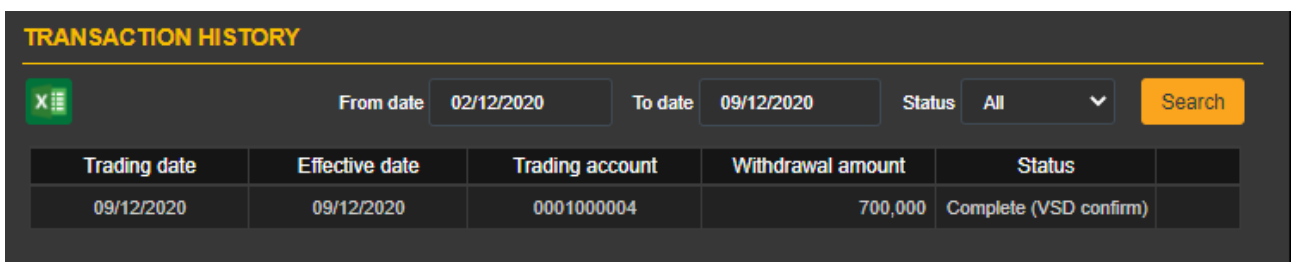 TRANSACTION HISTORY
From date 02/12/2020 To date 09/12/2020 Status All Search
Trading date Effective date Trading account Withdrawal amount Status
09/12/2020 09/12/2020 0001000004 700,000 Complete (VSD confirm)